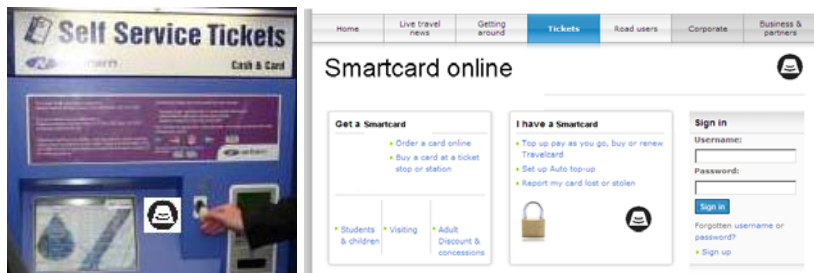 Self Service Tickets
Cash & Card
Home
Live travel
news
Getting
around
Tickets
Road users
Corporate
Business &
partners
Smartcard online
Get a Smartcard
Order a card online
Buy a card at a ticket
stop or station
Students
& children
Visiting
Adult
Discount &
concessions
I have a Smartcard
Top up pay as you go, buy or renew
Travelcard
Set up Auto top-up
Report my card lost or stolen
Sign in
Username:
Password:
Sign in
Forgotten username or
password?
Sign up